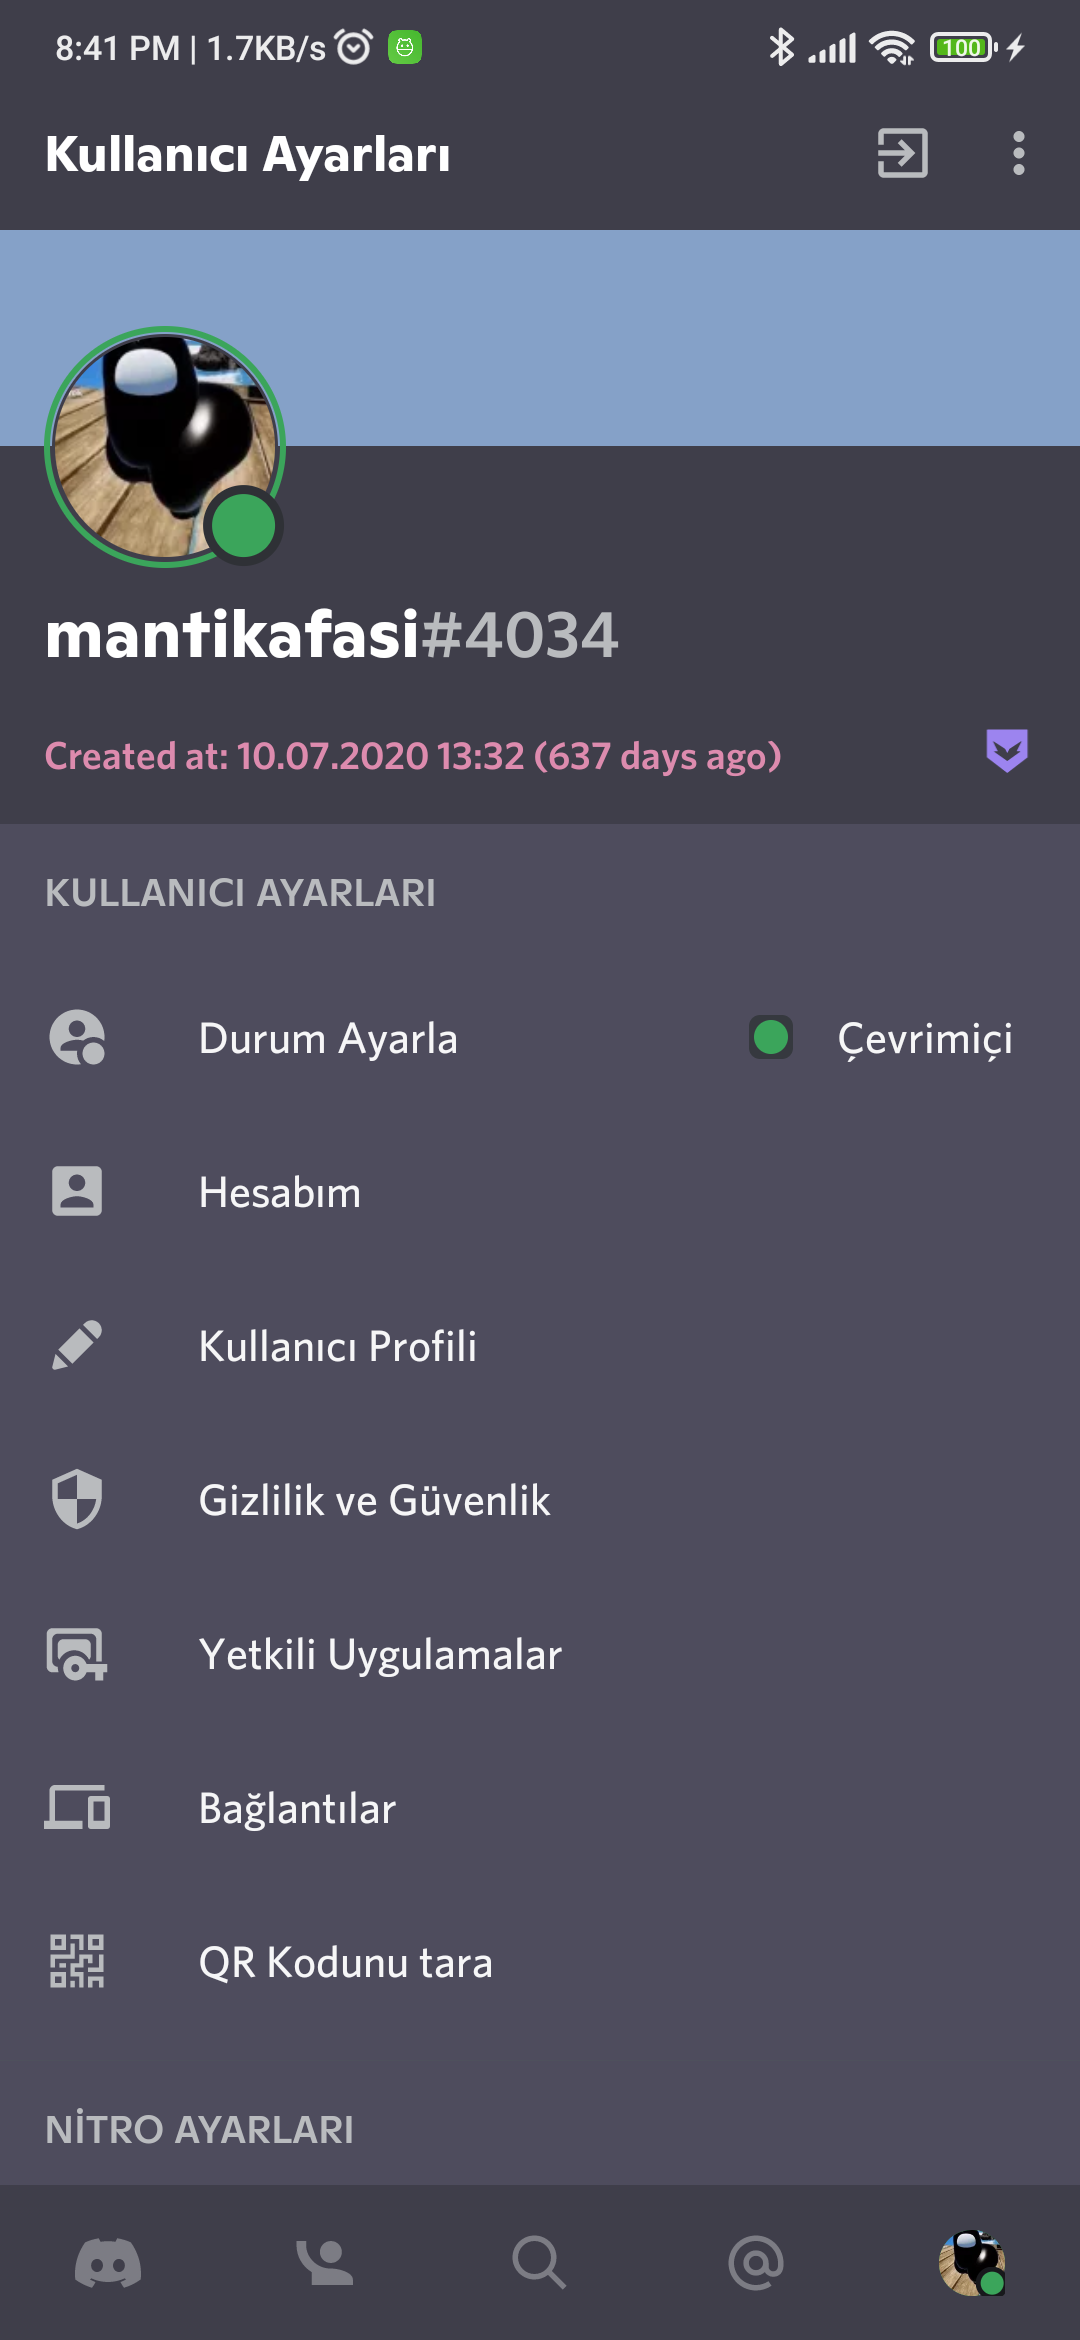 8:41 PM | 1.7KB/s
100
Kullanıcı Ayarları
mantikafasi#4034
Created at: 10.07.2020 13:32 (637 days ago)
KULLANICI AYARLARI
Durum Ayarla Çevrimiçi
Hesabım
Kullanıcı Profili
Gizlilik ve Güvenlik
Yetkili Uygulamalar
Bağlantılar
QR Kodunu tara
NİTRO AYARLARI